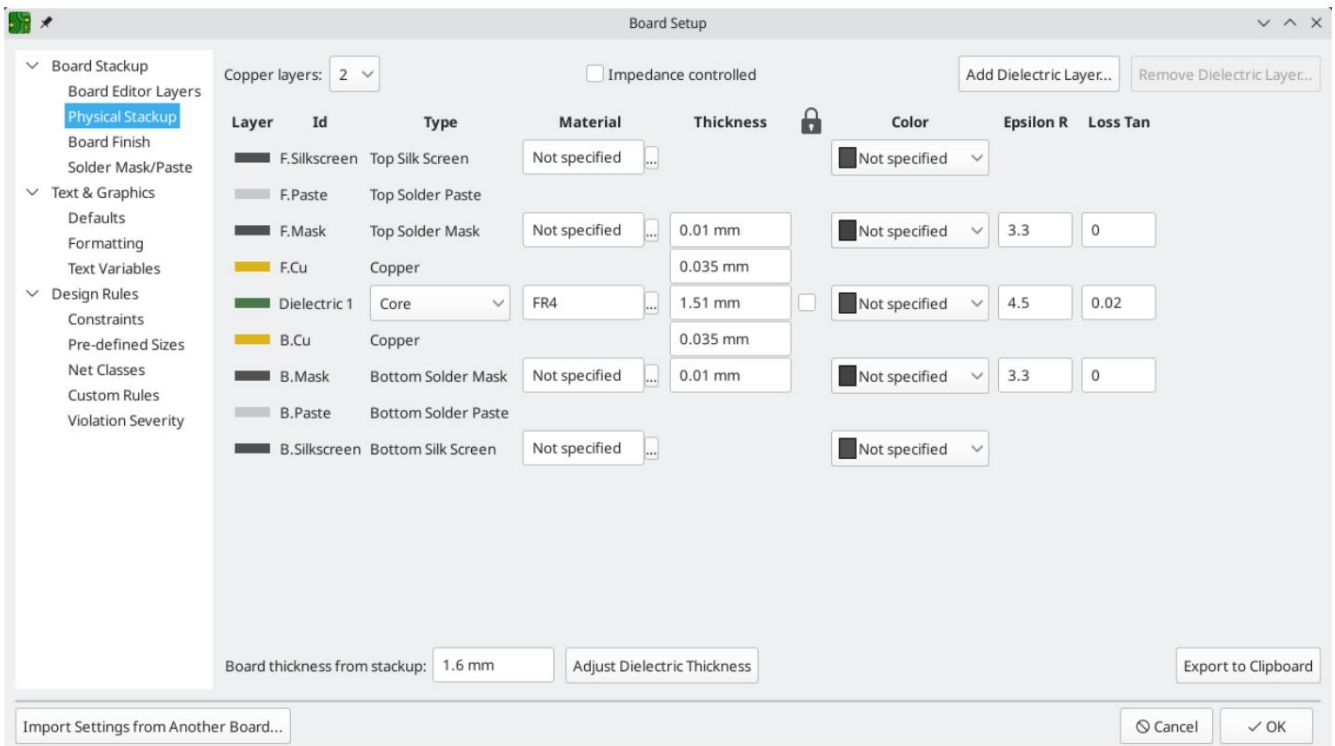 Board Setup
Board Stackup
Board Editor Layers
Physical Stackup
Board Finish
Solder Mask/Paste
Text & Graphics
Defaults
Formatting
Text Variables
Design Rules
Constraints
Pre-defined Sizes
Net Classes
Custom Rules
Violation Severity
Copper layers: 2 Impedance controlled Add Dielectric Layer... Remove Dielectric Layer...
Layer Id Type Material Thickness Color Epsilon R Loss Tan
F.Silkscreen Top Silk Screen Not specified ... Not specified
F.Paste Top Solder Paste
F.Mask Top Solder Mask Not specified ... 0.01 mm Not specified 3.3 0
F.Cu Copper 0.035 mm
Dielectric 1 Core FR4 ... 1.51 mm Not specified 4.5 0.02
B.Cu Copper 0.035 mm
B.Mask Bottom Solder Mask Not specified ... 0.01 mm Not specified 3.3 0
B.Paste Bottom Solder Paste
B.Silkscreen Bottom Silk Screen Not specified ... Not specified
Board thickness from stackup: 1.6 mm Adjust Dielectric Thickness Export to Clipboard
Import Settings from Another Board... Cancel OK